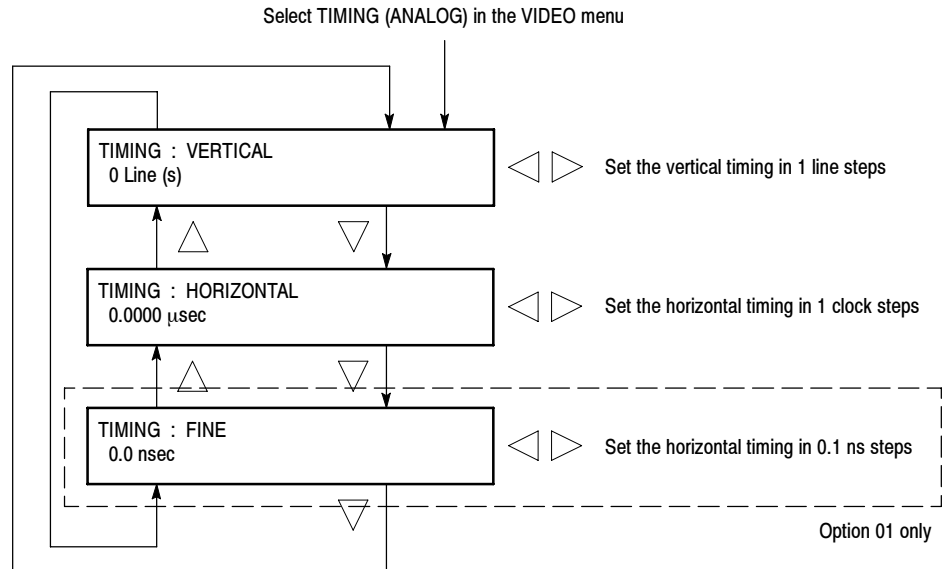 Select TIMING (ANALOG) in the VIDEO menu
TIMING : VERTICAL
0 Line (s)
Set the vertical timing in 1 line steps
TIMING : HORIZONTAL
0.0000 μsec
Set the horizontal timing in 1 clock steps
TIMING : FINE
0.0 nsec
Set the horizontal timing in 0.1 ns steps
Option 01 only